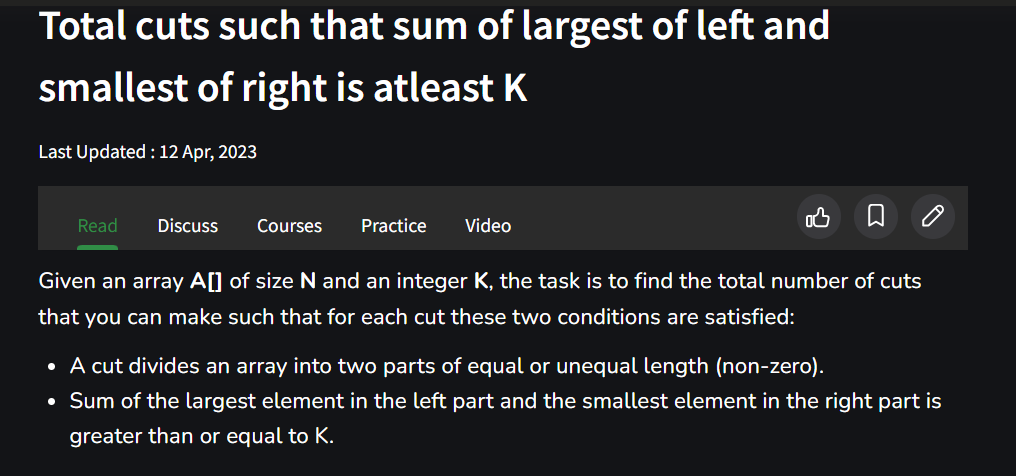 Total cuts such that sum of largest of left and
smallest of right is atleast K
Last Updated : 12 Apr, 2023
Read Discuss Courses Practice Video
Given an array A[] of size N and an integer K, the task is to find the total number of cuts
that you can make such that for each cut these two conditions are satisfied:
• A cut divides an array into two parts of equal or unequal length (non-zero).
• Sum of the largest element in the left part and the smallest element in the right part is
greater than or equal to K.